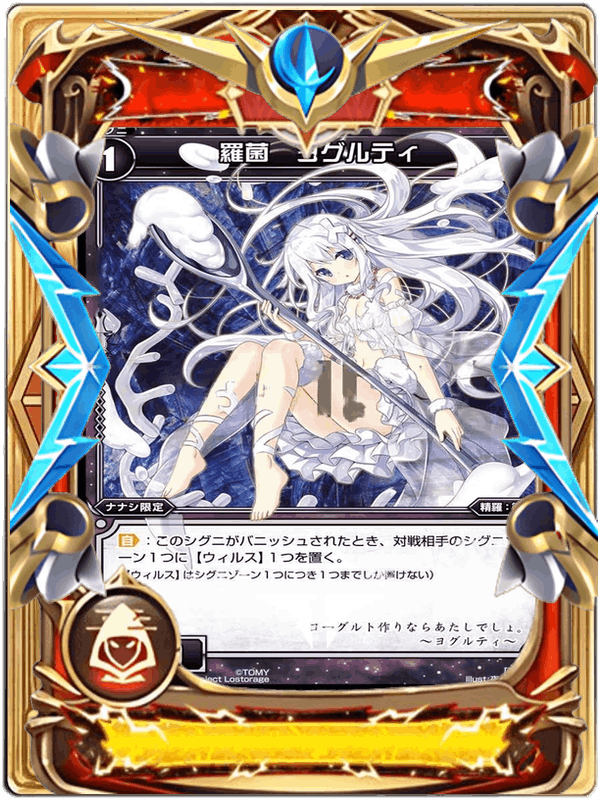 1
羅菌 ヨグルティ
ナナシ限定
精羅:
自:このシグニがバニッシュされたとき、対戦相手のシグニ
ーン1つに【ウィルス】1つを置く。
【ウィルス】はシグニゾーン1つにつき1つまでしか置けない)
ヨーグルト作りならあたしでしょ。
~ヨグルティ~
©TOMY
ject Lostorage
Illust: